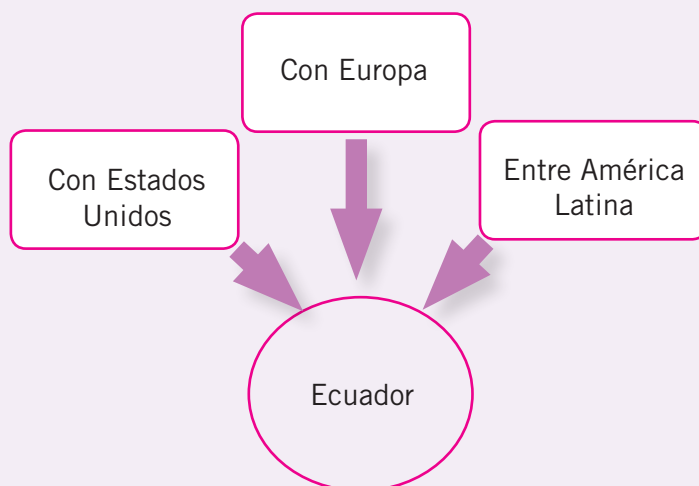 Con Europa
Con Estados
Unidos
Entre América
Latina
Ecuador